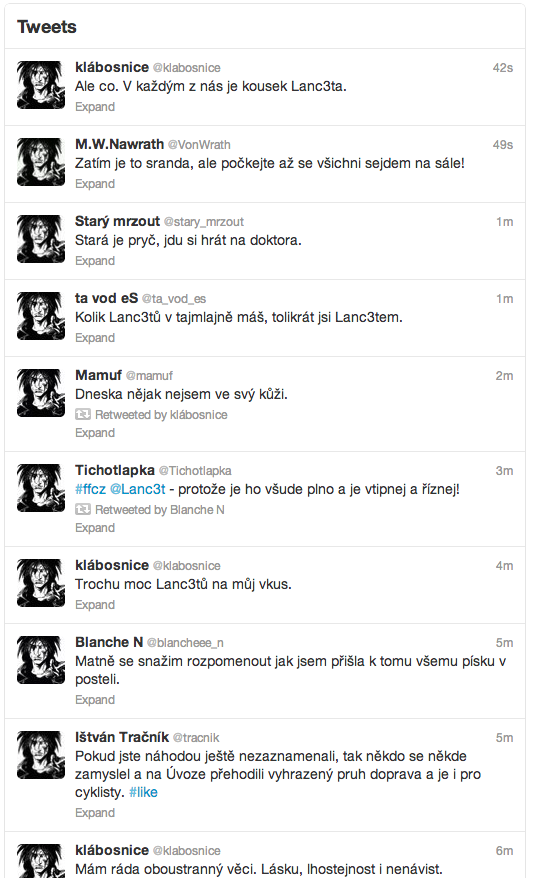 Tweets
klábosnice @klabosnice 42s
Ale co. V každým z nás je kousek Lanc3ta.
Expand
M.W.Nawrath @VonWrath 49s
Zatím je to sranda, ale počkejte až se všichni sejdem na sále!
Expand
Starý mrzout @stary_mrzout 1m
Stará je pryč, jdu si hrát na doktora.
Expand
ta vod eS @ta_vod_es 1m
Kolik Lanc3tů v tajmlajně máš, tolikrát jsi Lanc3tem.
Expand
Mamuf @mamuf 2m
Dneska nějak nejsem ve svý kůži.
Retweeted by klábosnice
Expand
Tichotlapka @Tichotlapka 3m
#ffcz @Lanc3t - protože je ho všude plno a je vtipnej a říznej!
Retweeted by Blanche N
Expand
klábosnice @klabosnice 4m
Trochu moc Lanc3tů na můj vkus.
Expand
Blanche N @blancheee_n 5m
Matně se snažim rozpomenout jak jsem přišla k tomu všemu písku v
posteli.
Expand
Ištván Tračník @tracnik 5m
Pokud jste náhodou ještě nezaznamenali, tak někdo se někde
zamyslel a na Úvoze přehodili vyhrazený pruh doprava a je i pro
cyklisty. #like
Expand
klábosnice @klabosnice 6m
Mám ráda oboustranný věci. Lásku, lhostejnost i nenávist.